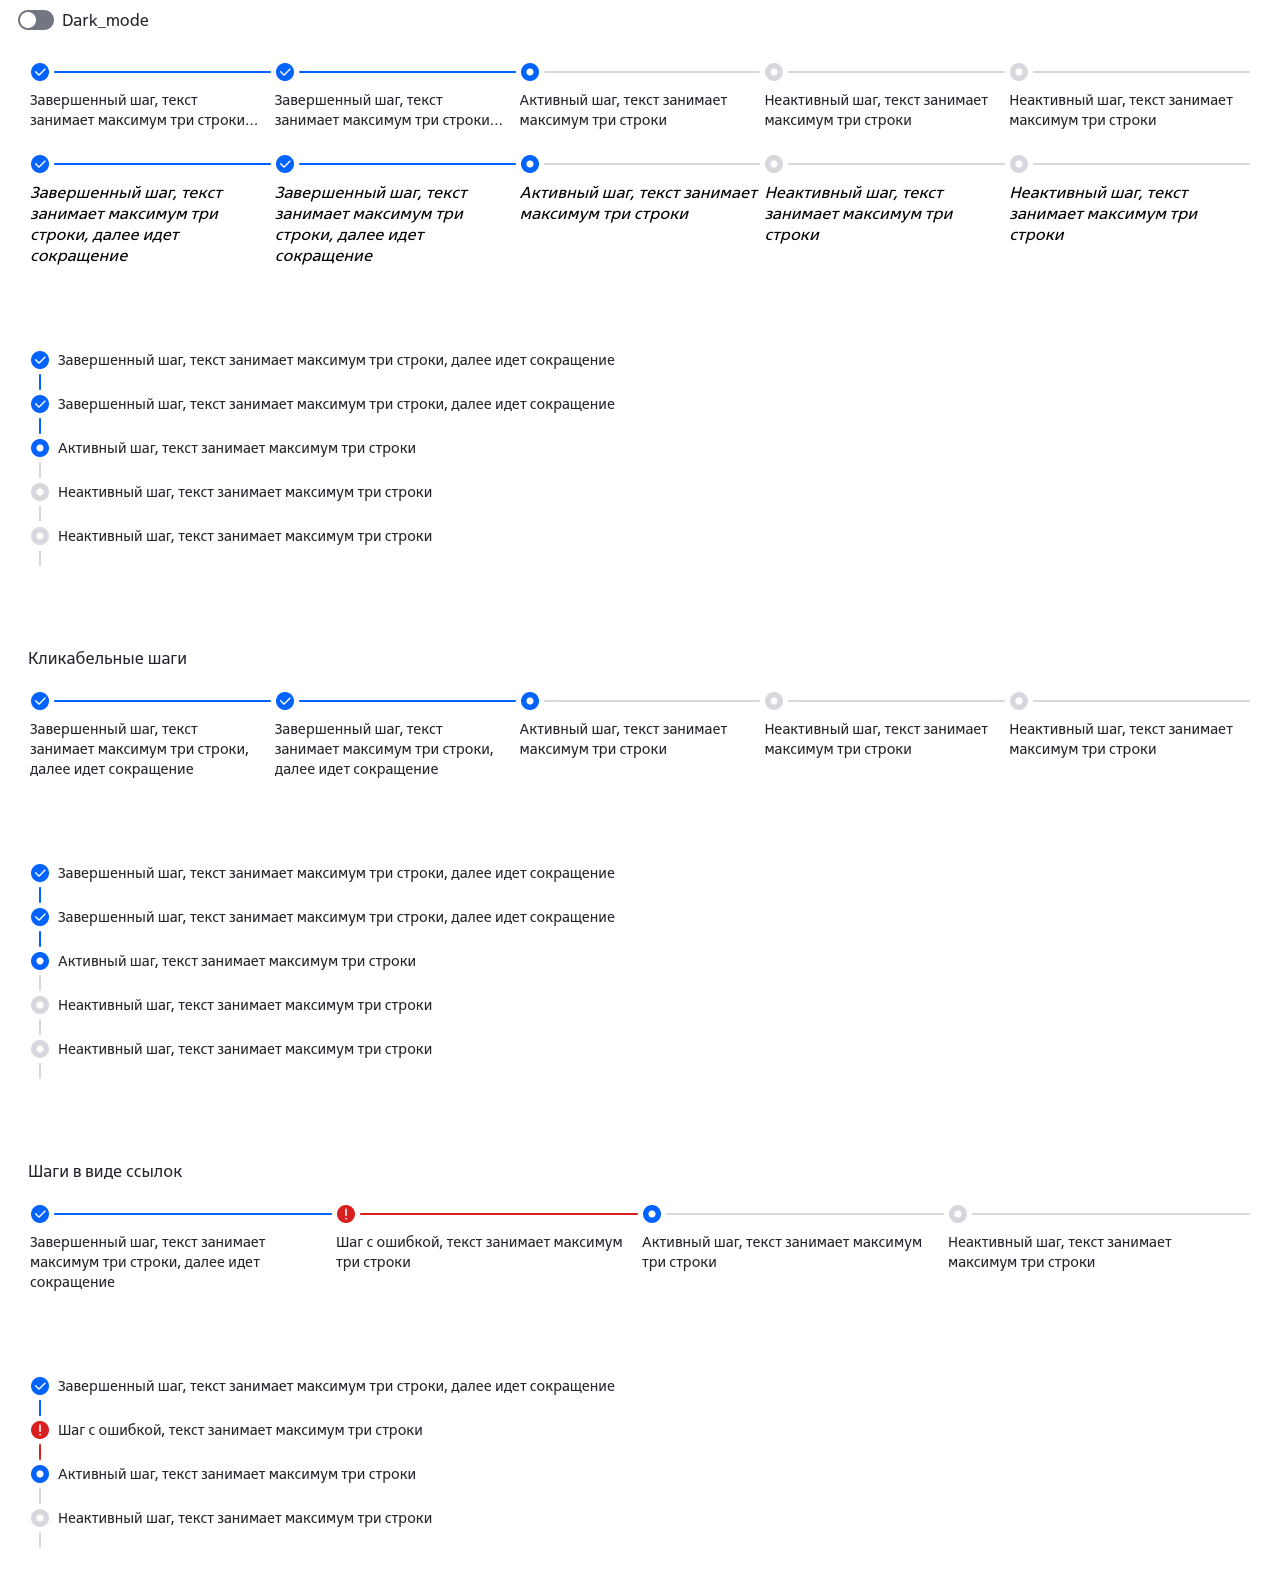 Dark_mode
Завершенный шаг, текст
занимает максимум три строки…
Завершенный шаг, текст
занимает максимум три строки…
Активный шаг, текст занимает
максимум три строки
Неактивный шаг, текст занимает
максимум три строки
Неактивный шаг, текст занимает
максимум три строки
Завершенный шаг, текст
занимает максимум три
строки, далее идет
сокращение
Завершенный шаг, текст
занимает максимум три
строки, далее идет
сокращение
Активный шаг, текст занимает
максимум три строки
Неактивный шаг, текст
занимает максимум три
строки
Неактивный шаг, текст
занимает максимум три
строки
Завершенный шаг, текст занимает максимум три строки, далее идет сокращение
Завершенный шаг, текст занимает максимум три строки, далее идет сокращение
Активный шаг, текст занимает максимум три строки
Неактивный шаг, текст занимает максимум три строки
Неактивный шаг, текст занимает максимум три строки
Кликабельные шаги
Завершенный шаг, текст
занимает максимум три строки,
далее идет сокращение
Завершенный шаг, текст
занимает максимум три строки,
далее идет сокращение
Активный шаг, текст занимает
максимум три строки
Неактивный шаг, текст занимает
максимум три строки
Неактивный шаг, текст занимает
максимум три строки
Завершенный шаг, текст занимает максимум три строки, далее идет сокращение
Завершенный шаг, текст занимает максимум три строки, далее идет сокращение
Активный шаг, текст занимает максимум три строки
Неактивный шаг, текст занимает максимум три строки
Неактивный шаг, текст занимает максимум три строки
Шаги в виде ссылок
Завершенный шаг, текст занимает
максимум три строки, далее идет
сокращение
Шаг с ошибкой, текст занимает максимум
три строки
Активный шаг, текст занимает максимум
три строки
Неактивный шаг, текст занимает
максимум три строки
Завершенный шаг, текст занимает максимум три строки, далее идет сокращение
Шаг с ошибкой, текст занимает максимум три строки
Активный шаг, текст занимает максимум три строки
Неактивный шаг, текст занимает максимум три строки